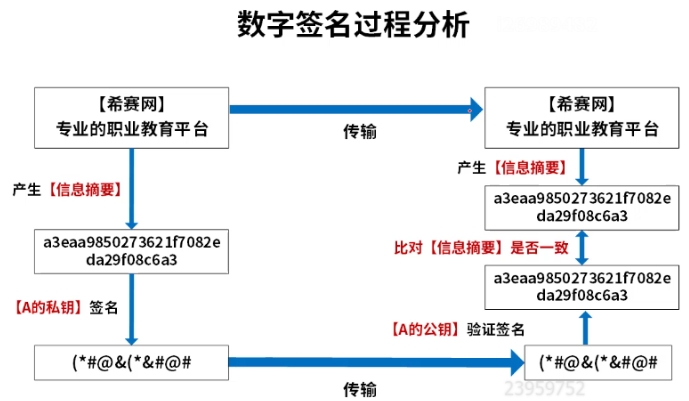 数字签名过程分析
【希赛网】
专业的职业教育平台
传输
【希赛网】
专业的职业教育平台
产生【信息摘要】
产生【信息摘要】
a3eaa9850273621f7082e
da29f08c6a3
a3eaa9850273621f7082e
da29f08c6a3
比对【信息摘要】是否一致
a3eaa9850273621f7082e
da29f08c6a3
【A的私钥】签名
【A的公钥】验证签名
(*#@&(*&#@#
传输
(*#@&(*&#@#
23959752